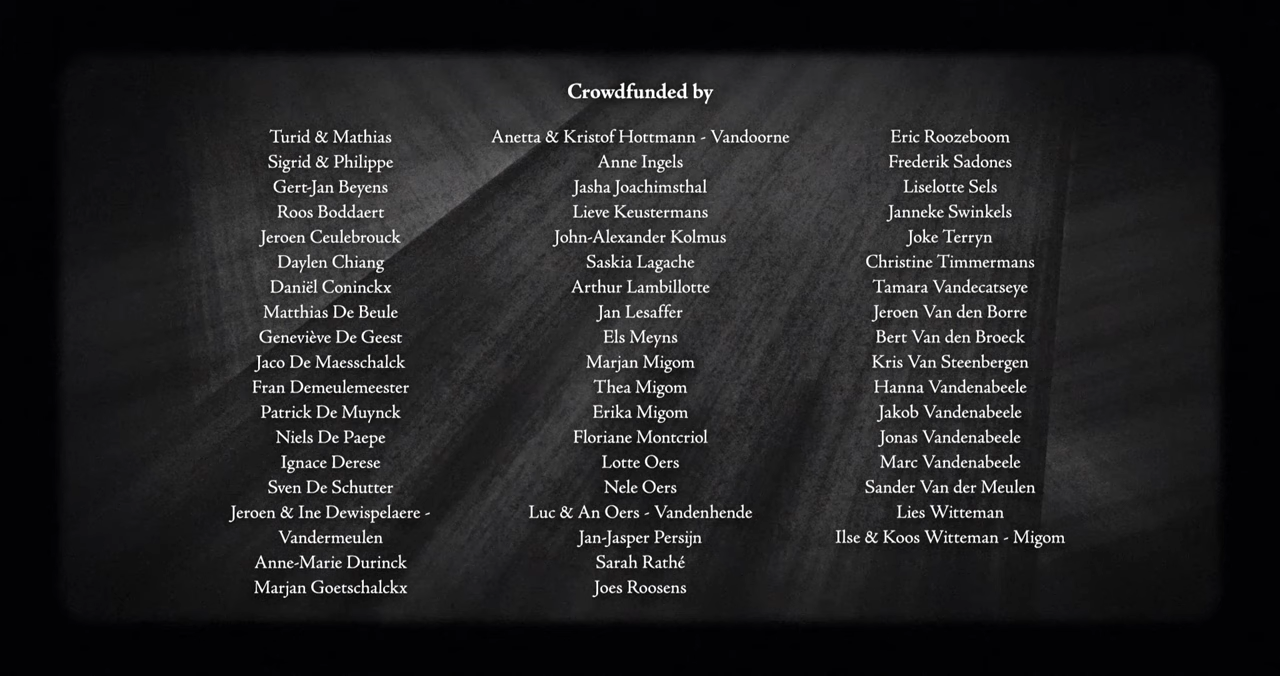 Crowdfunded by
Turid & Mathias
Sigrid & Philippe
Gert-Jan Beyens
Roos Boddaert
Jeroen Ceulebrouck
Daylen Chiang
Daniël Coninckx
Matthias De Beule
Geneviève De Geest
Jaco De Maesschalck
Fran Demeulemeester
Patrick De Muynck
Niels De Paepe
Ignace Derese
Sven De Schutter
Jeroen & Ine Dewispelaere -
Vandermeulen
Anne-Marie Durinck
Marjan Goetschalckx
Anetta & Kristof Hottmann - Vandoorne
Anne Ingels
Jasha Joachimsthal
Lieve Keustermans
John-Alexander Kolmus
Saskia Lagache
Arthur Lambillotte
Jan Lesaffer
Els Meyns
Marjan Migom
Thea Migom
Erika Migom
Floriane Montcriol
Lotte Oers
Nele Oers
Luc & An Oers - Vandenhende
Jan-Jasper Persijn
Sarah Rathé
Joes Roosens
Eric Roozeboom
Frederik Sadones
Liselotte Sels
Janneke Swinkels
Joke Terryn
Christine Timmermans
Tamara Vandecatseye
Jeroen Van den Borre
Bert Van den Broeck
Kris Van Steenbergen
Hanna Vandenabeele
Jakob Vandenabeele
Jonas Vandenabeele
Marc Vandenabeele
Sander Van der Meulen
Lies Witteman
Ilse & Koos Witteman - Migom